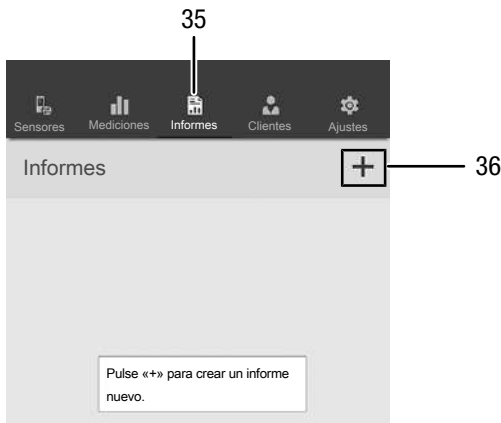 35
Sensores Mediciones Informes Clientes Ajustes
Informes +
36
Pulse «+» para crear un informe
nuevo.